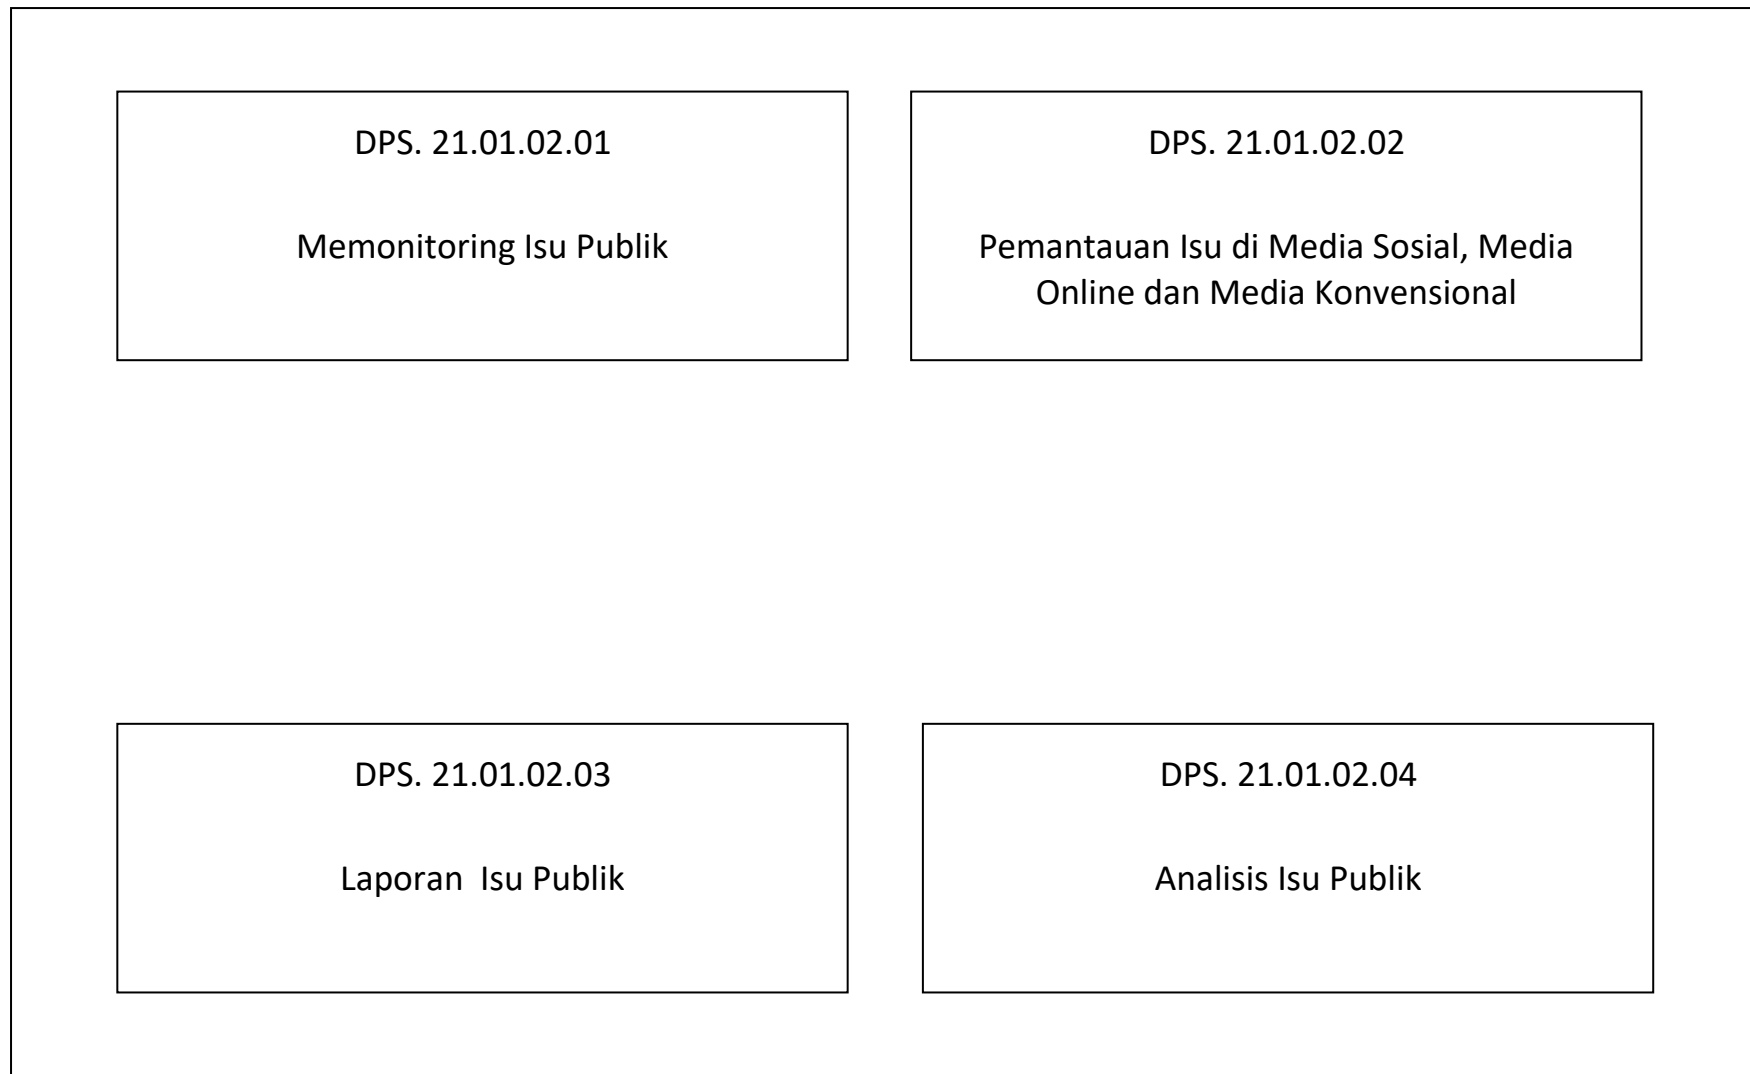 DPS. 21.01.02.01
Memonitoring Isu Publik
DPS. 21.01.02.02
Pemantauan Isu di Media Sosial, Media
Online dan Media Konvensional
DPS. 21.01.02.03
Laporan  Isu Publik
DPS. 21.01.02.04
Analisis Isu Publik